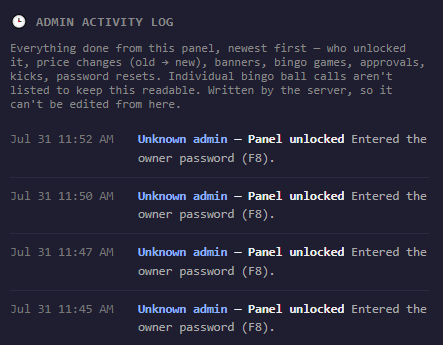 ADMIN ACTIVITY LOG
Everything done from this panel, newest first — who unlocked
it, price changes (old → new), banners, bingo games, approvals,
kicks, password resets. Individual bingo ball calls aren't
listed to keep this readable. Written by the server, so it
can't be edited from here.
Jul 31 11:52 AM Unknown admin — Panel unlocked Entered the
owner password (F8).
Jul 31 11:50 AM Unknown admin — Panel unlocked Entered the
owner password (F8).
Jul 31 11:47 AM Unknown admin — Panel unlocked Entered the
owner password (F8).
Jul 31 11:45 AM Unknown admin — Panel unlocked Entered the
owner password (F8).